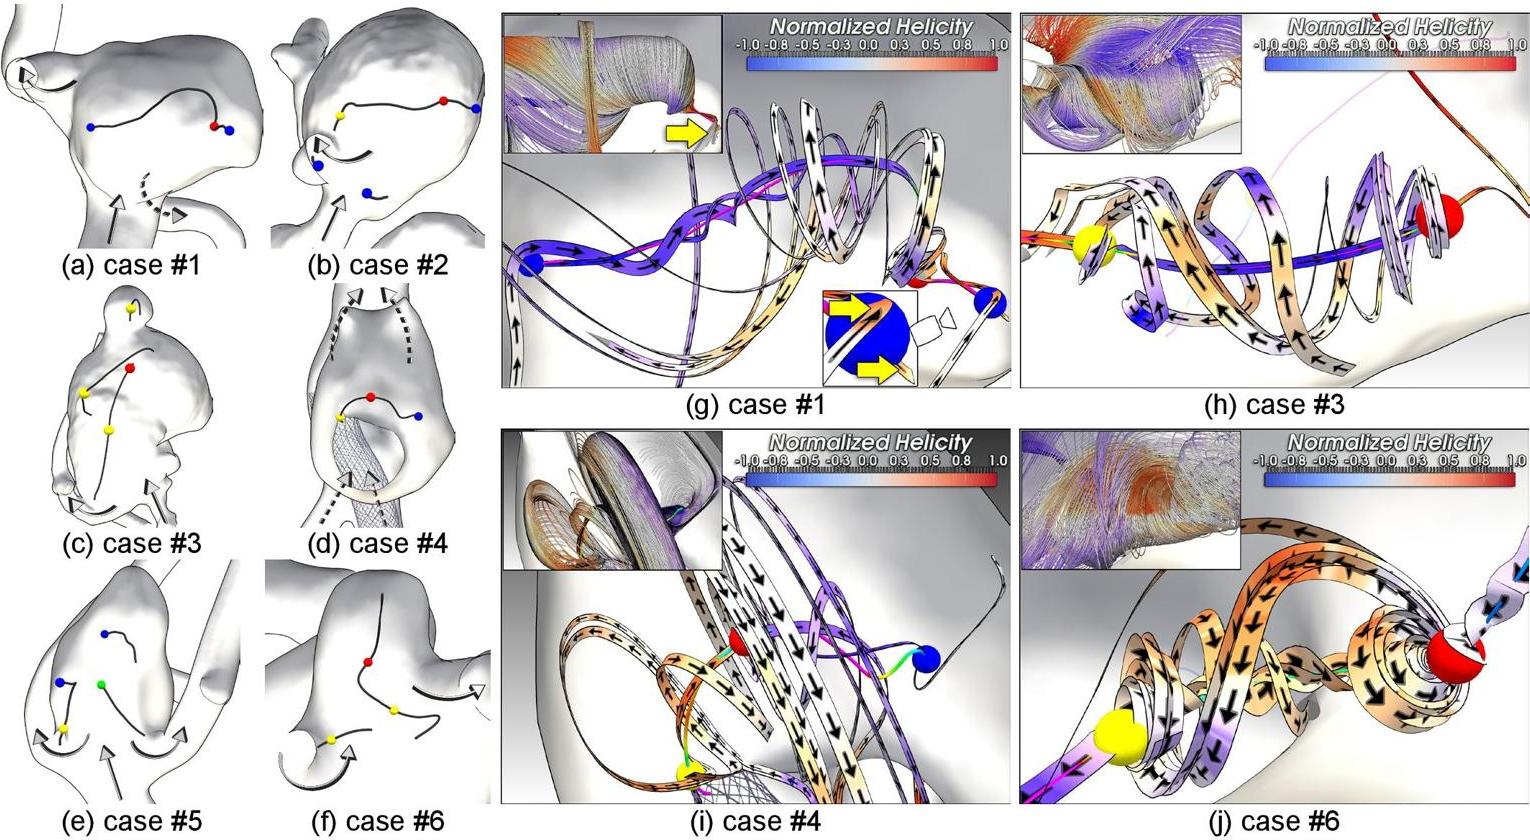 Normalized Helicity
-1.0 -0.8 -0.5 -0.3 0.0 0.3 0.5 0.8 1.0
Normalized Helicity
-1.0 -0.8 -0.5 -0.3 0.0 0.3 0.5 0.8 1.0
(a) case #1
(b) case #2
(g) case #1
(h) case #3
Normalized Helicity
-1.0 -0.8 -0.5 -0.3 0.0 0.3 0.5 0.8 1.0
Normalized Helicity
-1.0 -0.8 -0.5 -0.3 0.0 0.3 0.5 0.8 1.0
(c) case #3
(d) case #4
(e) case #5
(f) case #6
(i) case #4
(j) case #6